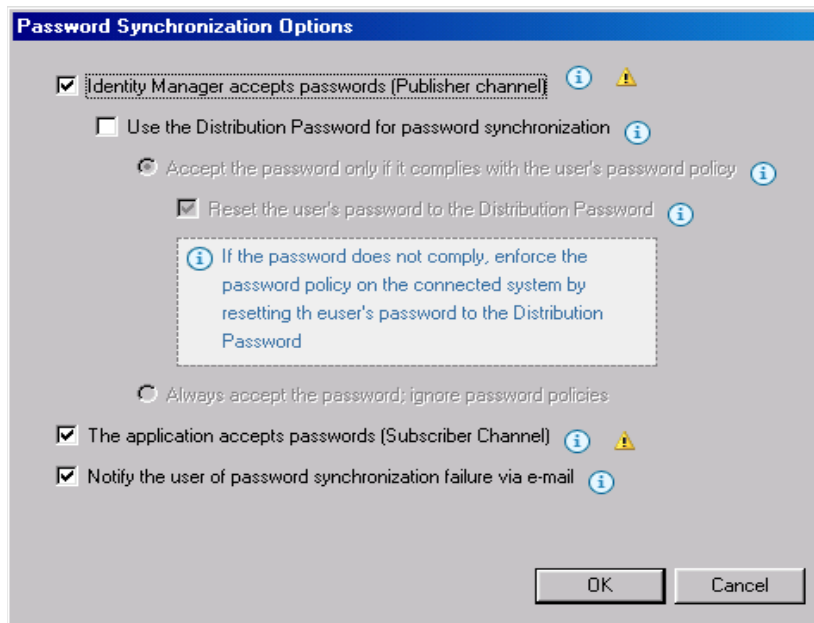 Password Synchronization Options
Identity Manager accepts passwords (Publisher channel)
Use the Distribution Password for password synchronization
Accept the password only if it complies with the user's password policy
Reset the user's password to the Distribution Password
If the password does not comply, enforce the
password policy on the connected system by
resetting th euser's password to the Distribution
Password
Always accept the password; ignore password policies
The application accepts passwords (Subscriber Channel)
Notify the user of password synchronization failure via e-mail
OK Cancel